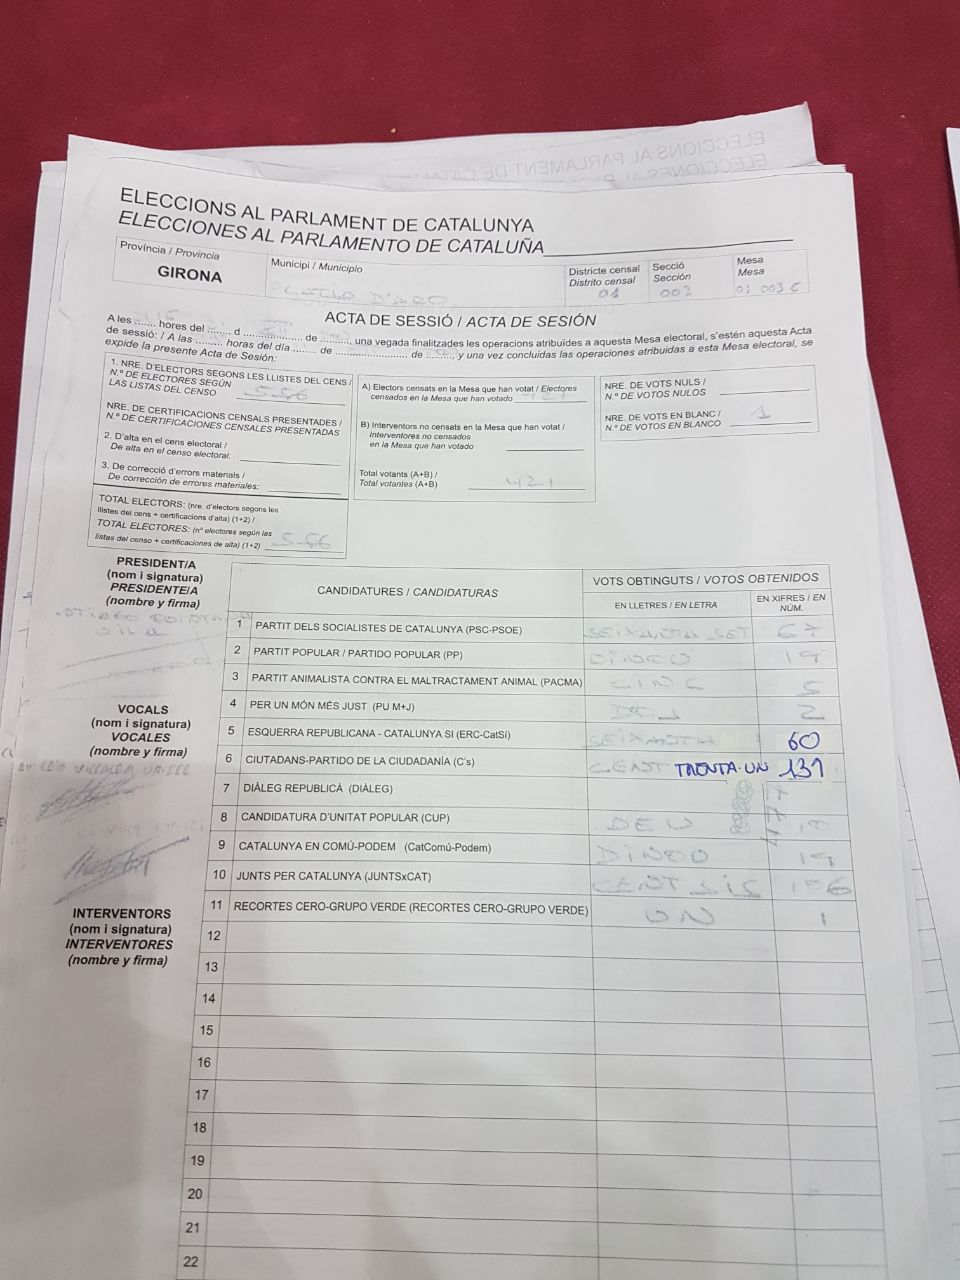 ELECCIONS AL PARLAMENT DE CATALUNYA
ELECCIONES AL PARLAMENTO DE CATALUÑA
Província / Provincia
GIRONA
Municipi / Municipio
D'ARO
Districte censal
Distrito censal
01
Secció
Sección
003
Mesa
Mesa
01 003 C
ACTA DE SESSIÓ / ACTA DE SESIÓN
A les ....... hores del ........ d .................... de ........., una vegada finalitzades les operacions atribuïdes a aquesta Mesa electoral, s'estén aquesta Acta
de sessió: / A las ......... horas del día ........ de ......................... de ........, y una vez concluidas las operaciones atribuidas a esta Mesa electoral, se
expide la presente Acta de Sesión:
1. NRE. D'ELECTORS SEGONS LES LLISTES DEL CENS /
N.º DE ELECTORES SEGÚN
LAS LISTAS DEL CENSO
NRE. DE CERTIFICACIONS CENSALS PRESENTADES /
N.º DE CERTIFICACIONES CENSALES PRESENTADAS
2. D'alta en el cens electoral /
De alta en el censo electoral:
3. De correcció d'errors materials /
De corrección de errores materiales:
TOTAL ELECTORS: (nre. d'electors segons les
llistes del cens + certificacions d'alta) (1+2) /
TOTAL ELECTORES: (nº electores según las
listas del censo + certificaciones de alta) (1+2)
A) Electors censats en la Mesa que han votat / Electores
censados en la Mesa que han votado 421
B) Interventors no censats en la Mesa que han votat /
Interventores no censados
en la Mesa que han votado
Total votants (A+B) /
Total votantes (A+B) 421
NRE. DE VOTS NULS /
N.º DE VOTOS NULOS
NRE. DE VOTS EN BLANC /
N.º DE VOTOS EN BLANCO 1
PRESIDENT/A
(nom i signatura)
PRESIDENTE/A
(nombre y firma)
VOCALS
(nom i signatura)
VOCALES
(nombre y firma)
INTERVENTORS
(nom i signatura)
INTERVENTORES
(nombre y firma)
CANDIDATURES / CANDIDATURAS
VOTS OBTINGUTS / VOTOS OBTENIDOS
EN LLETRES / EN LETRA
EN XIFRES / EN
NÚM.
1 PARTIT DELS SOCIALISTES DE CATALUNYA (PSC-PSOE) SEIXANTA SET 67
2 PARTIT POPULAR / PARTIDO POPULAR (PP) DINOU 19
3 PARTIT ANIMALISTA CONTRA EL MALTRACTAMENT ANIMAL (PACMA) CINC 5
4 PER UN MÓN MÉS JUST (PU M+J) DOS 2
5 ESQUERRA REPUBLICANA - CATALUNYA SI (ERC-CatSí) SEIXANTA 60
6 CIUTADANS-PARTIDO DE LA CIUDADANÍA (C's) CENT TRENTA-UN 131
7 DIÀLEG REPUBLICÀ (DIÀLEG)
8 CANDIDATURA D'UNITAT POPULAR (CUP) DEU 10
9 CATALUNYA EN COMÚ-PODEM (CatComú-Podem) DINOU 19
10 JUNTS PER CATALUNYA (JUNTSxCAT) CENT SIS 106
11 RECORTES CERO-GRUPO VERDE (RECORTES CERO-GRUPO VERDE) UN 1
12
13
14
15
16
17
18
19
20
21
22